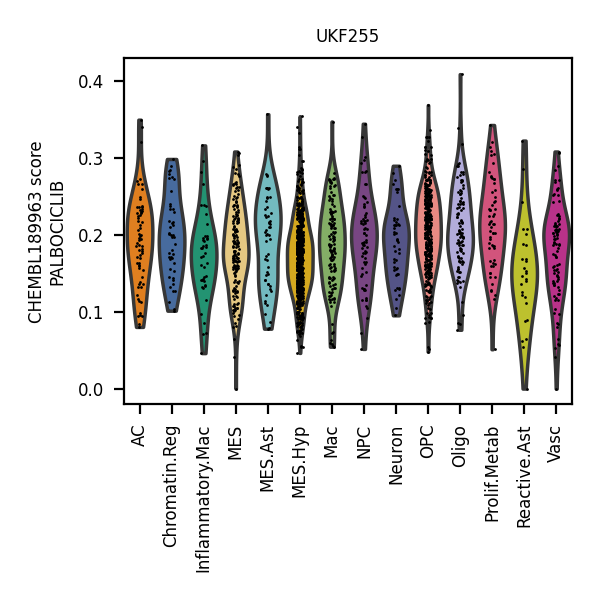 UKF255
CHEMBL189963 score
PALBOCICLIB
0.4
0.3
0.2
0.1
0.0
AC
Chromatin.Reg
Inflammatory.Mac
MES
MES.Ast
MES.Hyp
Mac
NPC
Neuron
OPC
Oligo
Prolif.Metab
Reactive.Ast
Vasc